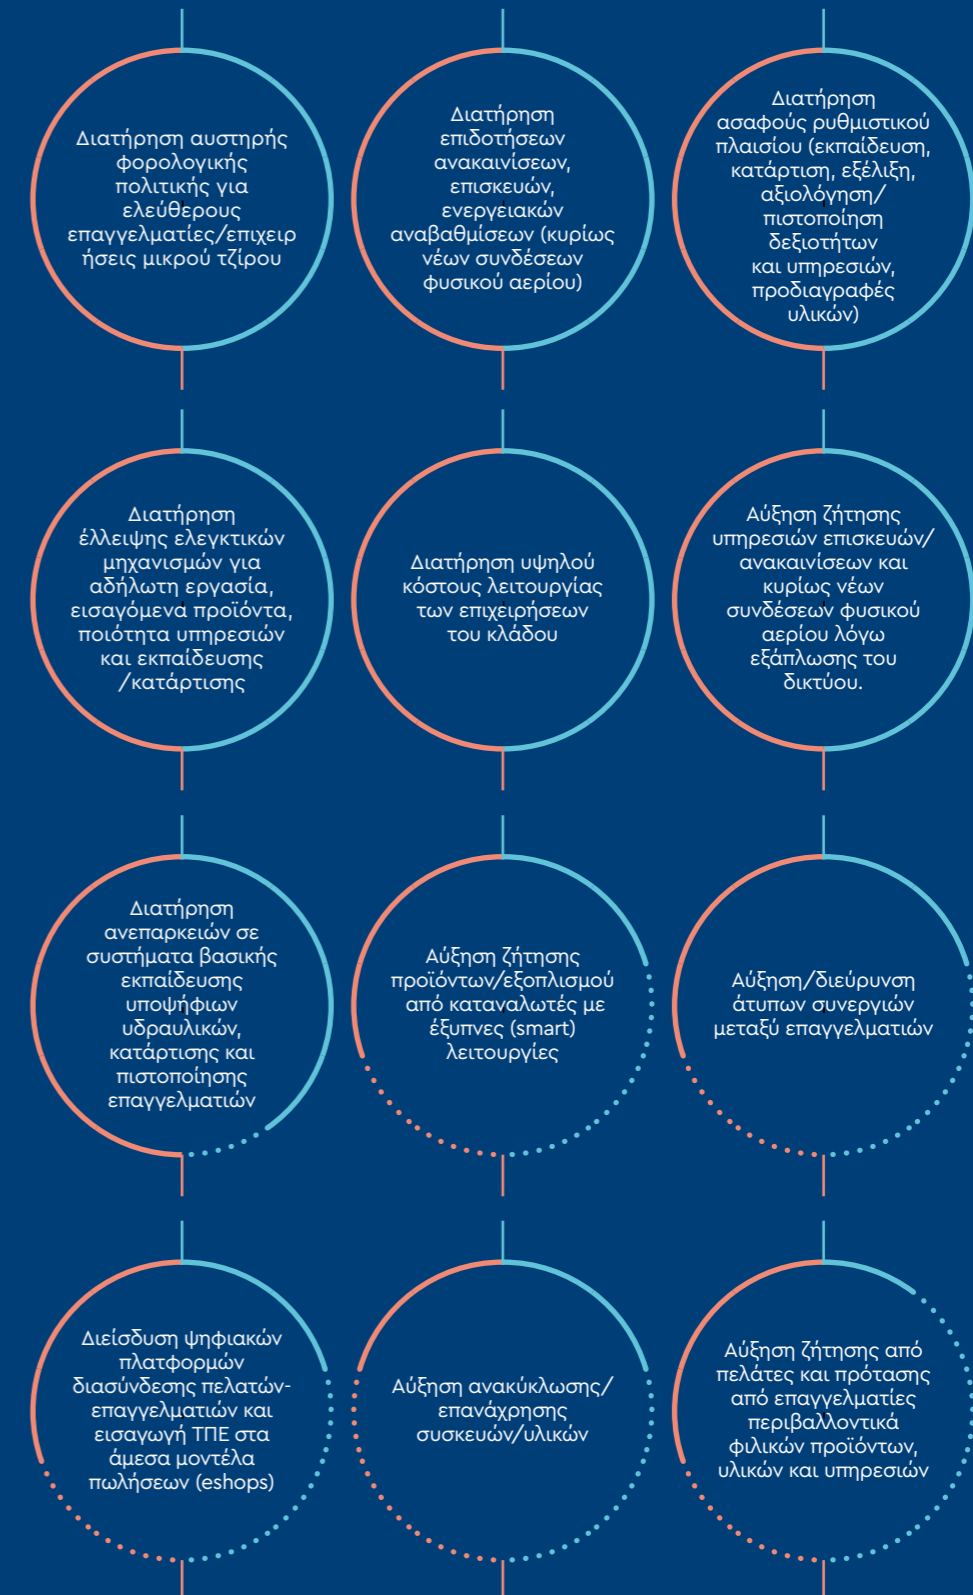 Διατήρηση αυστηρής
φορολογικής
πολιτικής για
ελεύθερους
επαγγελματίες/επιχειρ
ήσεις μικρού τζίρου
Διατήρηση
επιδοτήσεων
ανακαινίσεων,
επισκευών,
ενεργειακών
αναβαθμίσεων (κυρίως
νέων συνδέσεων
φυσικού αερίου)
Διατήρηση
ασαφούς ρυθμιστικού
πλαισίου (εκπαίδευση,
κατάρτιση, εξέλιξη,
αξιολόγηση/
πιστοποίηση
δεξιοτήτων
και υπηρεσιών,
προδιαγραφές
υλικών)
Διατήρηση
έλλειψης ελεγκτικών
μηχανισμών για
αδήλωτη εργασία,
εισαγόμενα προϊόντα,
ποιότητα υπηρεσιών
και εκπαίδευσης
/κατάρτισης
Διατήρηση υψηλού
κόστους λειτουργίας
των επιχειρήσεων
του κλάδου
Αύξηση ζήτησης
υπηρεσιών επισκευών/
ανακαινίσεων και
κυρίως νέων
συνδέσεων φυσικού
αερίου λόγω
εξάπλωσης του
δικτύου.
Διατήρηση
ανεπαρκειών σε
συστήματα βασικής
εκπαίδευσης
υποψήφιων
υδραυλικών,
κατάρτισης και
πιστοποίησης
επαγγελματιών
Αύξηση ζήτησης
προϊόντων/εξοπλισμού
από καταναλωτές με
έξυπνες (smart)
λειτουργίες
Αύξηση/διεύρυνση
άτυπων συνεργιών
μεταξύ επαγγελματιών
Διείσδυση ψηφιακών
πλατφορμών
διασύνδεσης πελατών-
επαγγελματιών και
εισαγωγή ΤΠΕ στα
άμεσα μοντέλα
πωλήσεων (eshops)
Αύξηση ανακύκλωσης/
επανάχρησης
συσκευών/υλικών
Αύξηση ζήτησης από
πελάτες και πρότασης
από επαγγελματίες
περιβαλλοντικά
φιλικών προϊόντων,
υλικών και υπηρεσιών